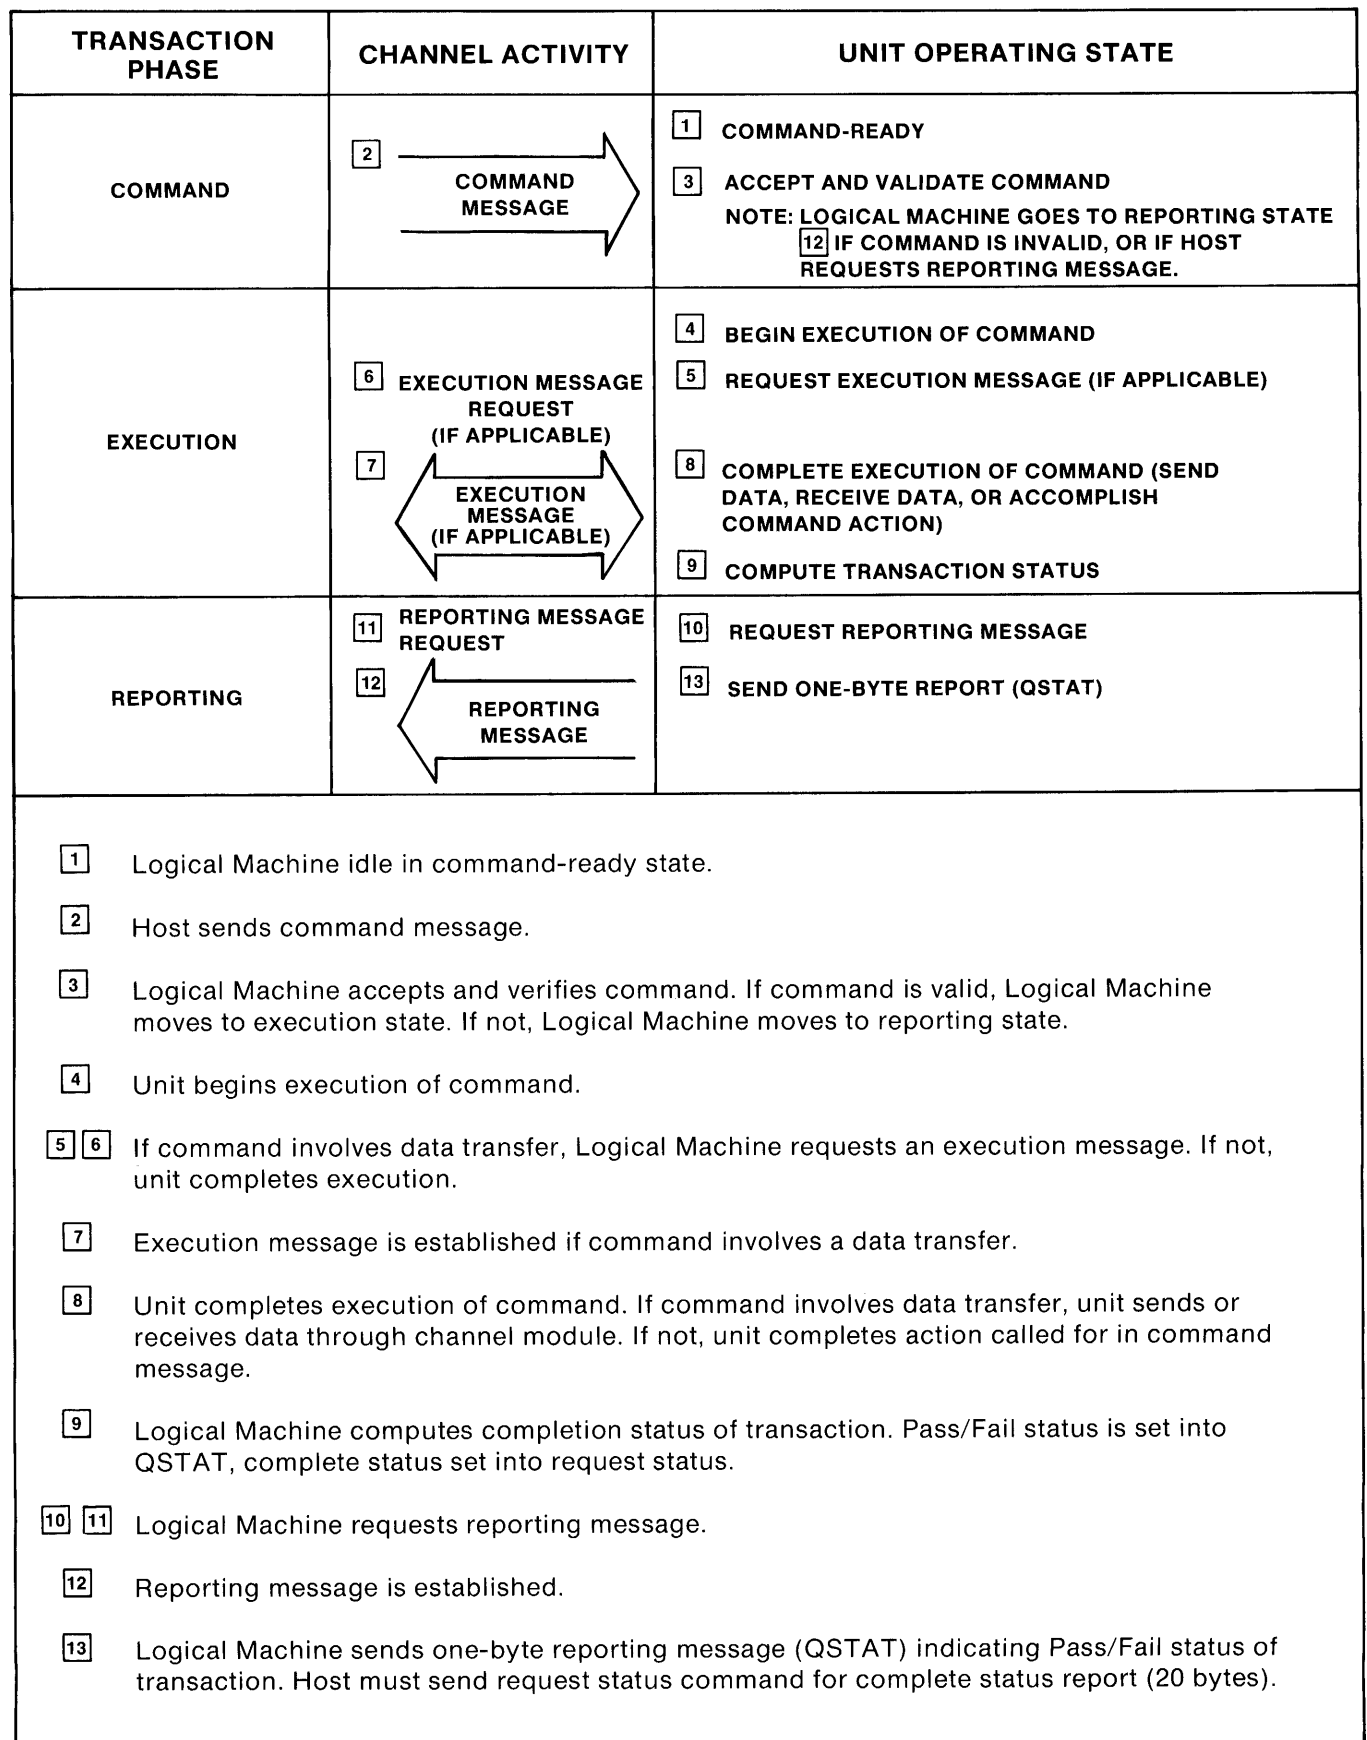 TRANSACTION
PHASE
CHANNEL ACTIVITY
UNIT OPERATING STATE
COMMAND
2
COMMAND
MESSAGE
1 COMMAND-READY
3 ACCEPT AND VALIDATE COMMAND
NOTE: LOGICAL MACHINE GOES TO REPORTING STATE
12 IF COMMAND IS INVALID, OR IF HOST
REQUESTS REPORTING MESSAGE.
EXECUTION
6 EXECUTION MESSAGE
REQUEST
(IF APPLICABLE)
7
EXECUTION
MESSAGE
(IF APPLICABLE)
4 BEGIN EXECUTION OF COMMAND
5 REQUEST EXECUTION MESSAGE (IF APPLICABLE)
8 COMPLETE EXECUTION OF COMMAND (SEND
DATA, RECEIVE DATA, OR ACCOMPLISH
COMMAND ACTION)
9 COMPUTE TRANSACTION STATUS
REPORTING
11 REPORTING MESSAGE
REQUEST
12
REPORTING
MESSAGE
10 REQUEST REPORTING MESSAGE
13 SEND ONE-BYTE REPORT (QSTAT)
1 Logical Machine idle in command-ready state.
2 Host sends command message.
3 Logical Machine accepts and verifies command. If command is valid, Logical Machine
moves to execution state. If not, Logical Machine moves to reporting state.
4 Unit begins execution of command.
5 6 If command involves data transfer, Logical Machine requests an execution message. If not,
unit completes execution.
7 Execution message is established if command involves a data transfer.
8 Unit completes execution of command. If command involves data transfer, unit sends or
receives data through channel module. If not, unit completes action called for in command
message.
9 Logical Machine computes completion status of transaction. Pass/Fail status is set into
QSTAT, complete status set into request status.
10 11 Logical Machine requests reporting message.
12 Reporting message is established.
13 Logical Machine sends one-byte reporting message (QSTAT) indicating Pass/Fail status of
transaction. Host must send request status command for complete status report (20 bytes).